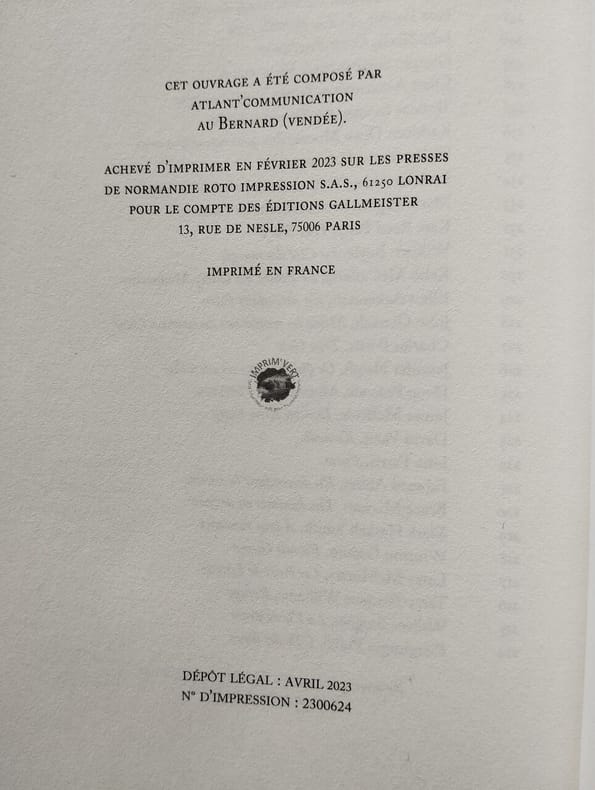 CET OUVRAGE A ÉTÉ COMPOSÉ PAR
ATLANT'COMMUNICATION
AU BERNARD (VENDÉE).
ACHEVÉ D'IMPRIMER EN FÉVRIER 2023 SUR LES PRESSES
DE NORMANDIE ROTO IMPRESSION S.A.S., 61250 LONRAI
POUR LE COMPTE DES ÉDITIONS GALLMEISTER
13, RUE DE NESLE, 75006 PARIS
IMPRIMÉ EN FRANCE
IMPRIM'VERT
DÉPÔT LÉGAL : AVRIL 2023
N° D'IMPRESSION : 2300624